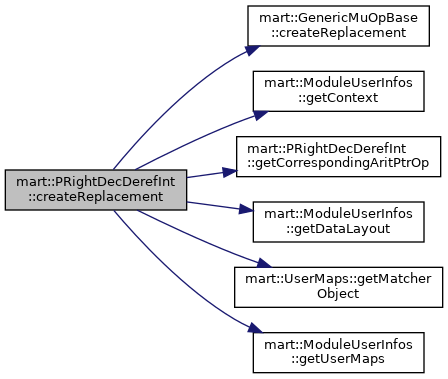 mart::GenericMuOpBase
::createReplacement
mart::ModuleUserInfos
::getContext
mart::PRightDecDerefInt
::getCorrespondingAritPtrOp
mart::PRightDecDerefInt
::createReplacement
mart::ModuleUserInfos
::getDataLayout
mart::UserMaps::getMatcher
Object
mart::ModuleUserInfos
::getUserMaps